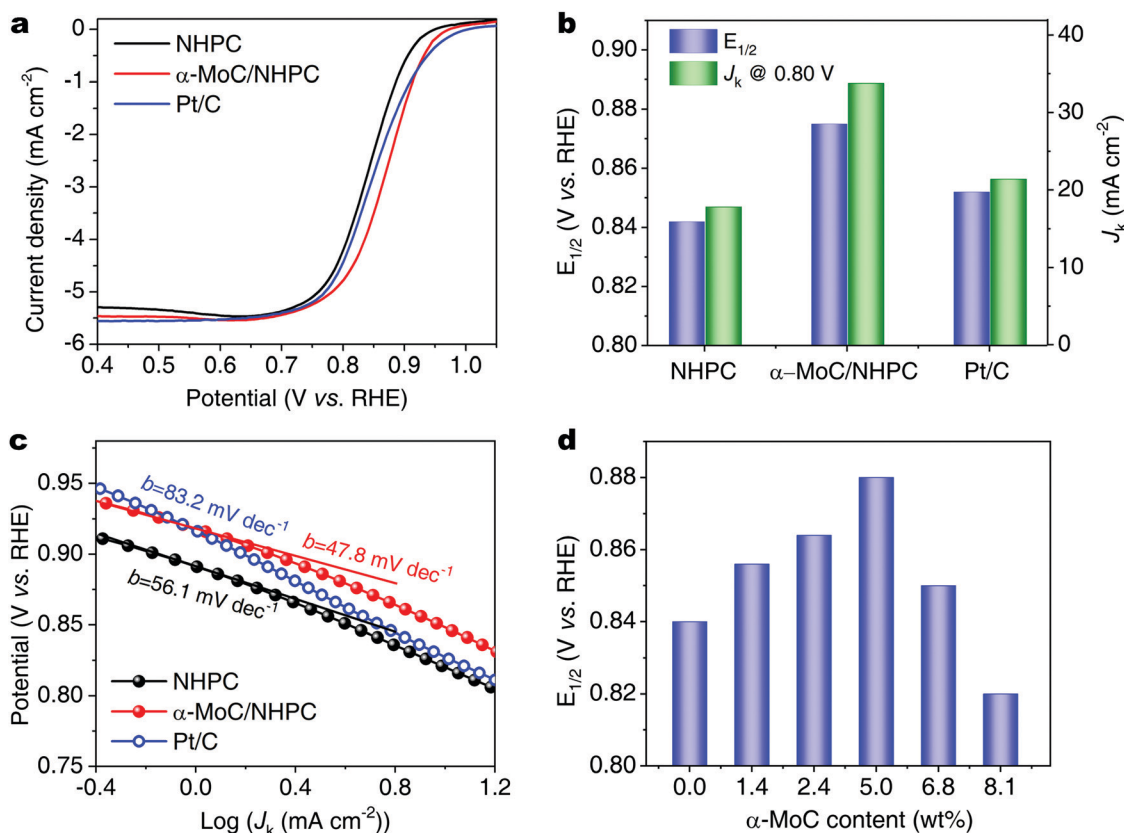 a
NHPC
α-MoC/NHPC
Pt/C
0
-1
-2
-3
-4
-5
-6
0.4 0.5 0.6 0.7 0.8 0.9 1.0
Current density (mA cm⁻²)
Potential (V vs. RHE)
b
E₁/₂
Jₖ @ 0.80 V
0.90
0.88
0.86
0.84
0.82
0.80
E₁/₂ (V vs. RHE)
40
30
20
10
0
Jₖ (mA cm⁻²)
NHPC α–MoC/NHPC Pt/C
c
0.95
0.90
0.85
0.80
0.75
Potential (V vs. RHE)
b=83.2 mV dec⁻¹
b=47.8 mV dec⁻¹
b=56.1 mV dec⁻¹
NHPC
α-MoC/NHPC
Pt/C
-0.4 0.0 0.4 0.8 1.2
Log (Jₖ (mA cm⁻²))
d
0.88
0.86
0.84
0.82
0.80
E₁/₂ (V vs. RHE)
0.0 1.4 2.4 5.0 6.8 8.1
α-MoC content (wt%)